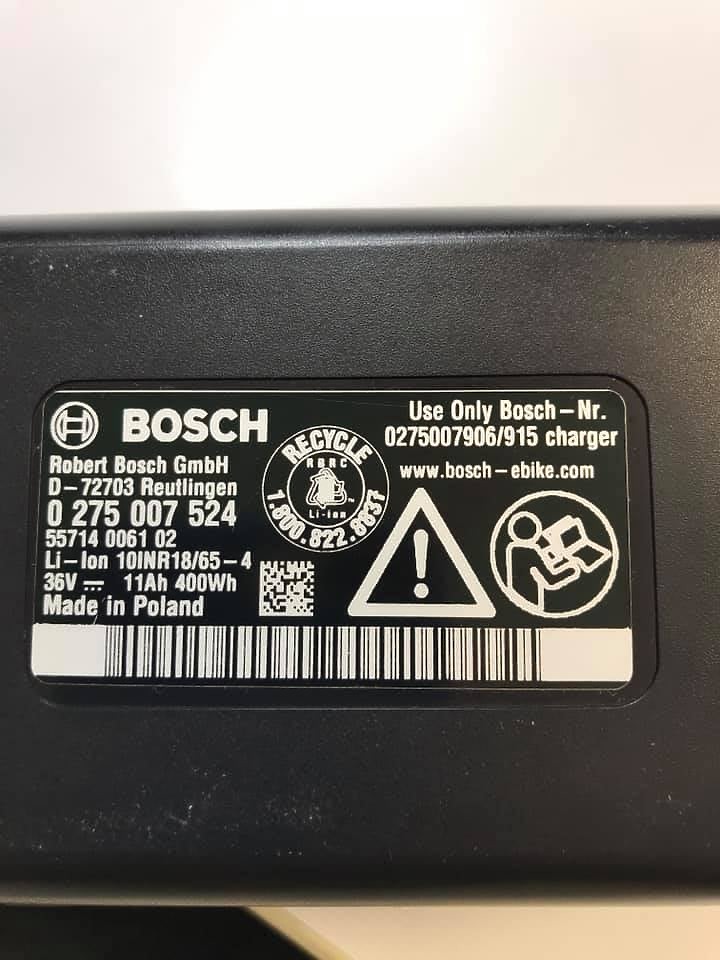 BOSCH
Robert Bosch GmbH
D-72703 Reutlingen
0 275 007 524
55714 0061 02
Li-Ion 10INR18/65-4
36V ⎓ 11Ah 400Wh
Made in Poland
RECYCLE
RBRC
Li-Ion
1.800.822.8837
Use Only Bosch-Nr.
0275007906/915 charger
www.bosch-ebike.com